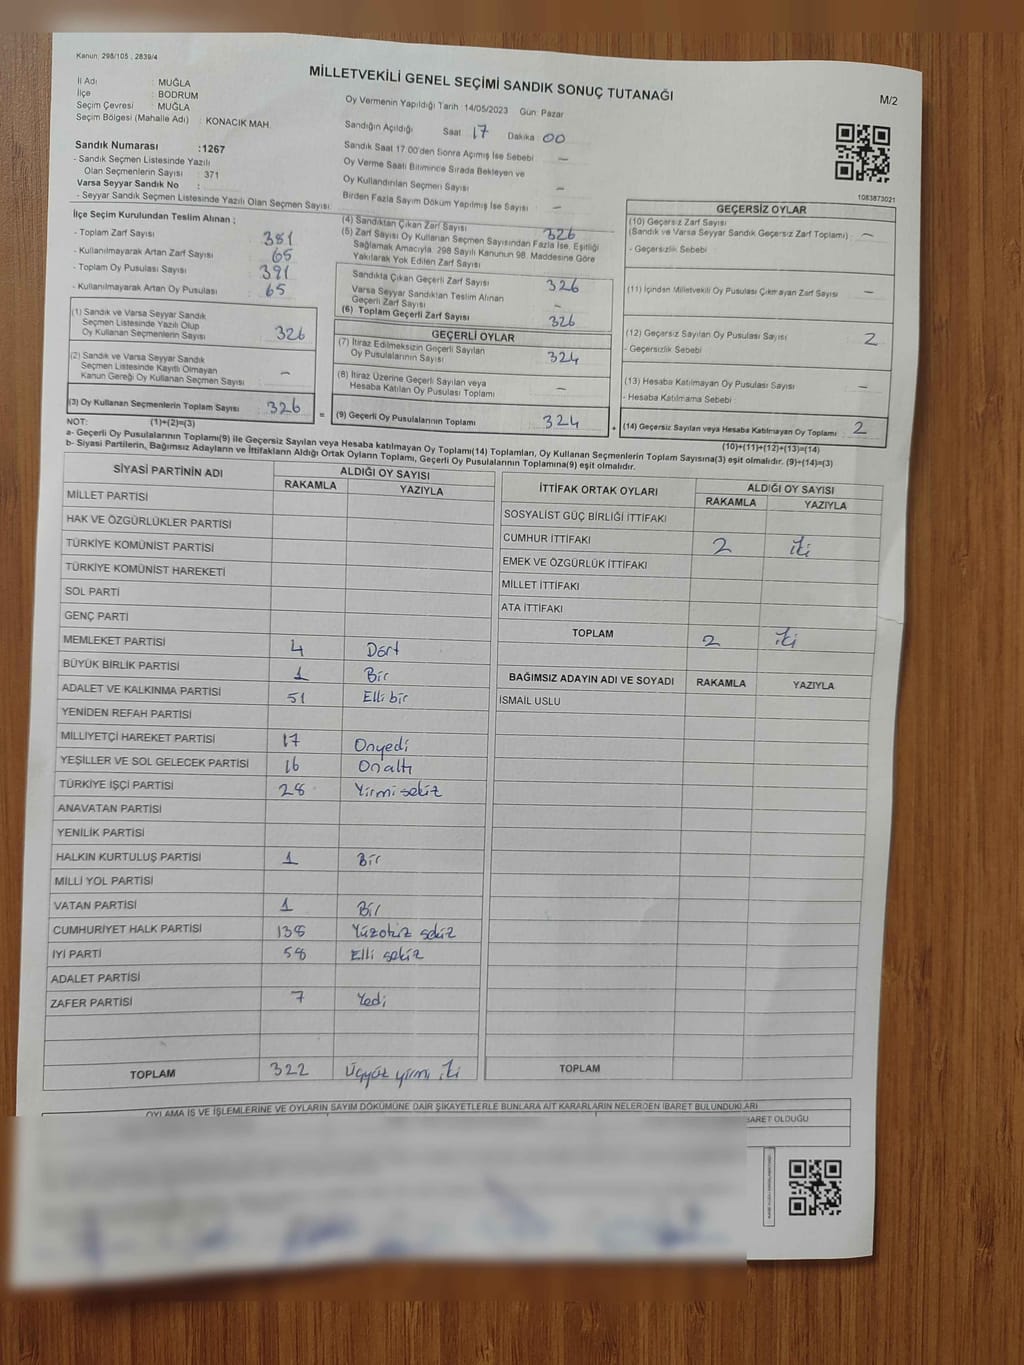 Kanun: 298/105 , 2839/4
MİLLETVEKİLİ GENEL SEÇİMİ SANDIK SONUÇ TUTANAĞI
M/2
İl Adı : MUĞLA
İlçe : BODRUM
Seçim Çevresi : MUĞLA
Seçim Bölgesi (Mahalle Adı) : KONACIK MAH.
Sandık Numarası :1267
- Sandık Seçmen Listesinde Yazılı
Olan Seçmenlerin Sayısı : 371
Varsa Seyyar Sandık No :
- Seyyar Sandık Seçmen Listesinde Yazılı Olan Seçmen Sayısı:
Oy Vermenin Yapıldığı Tarih :14/05/2023 Gün: Pazar
Sandığın Açıldığı Saat 17 Dakika 00
Sandık Saat 17.00'den Sonra Açımış İse Sebebi –
Oy Verme Saati Bitimince Sırada Bekleyen ve
Oy Kullandırılan Seçmen Sayısı –
Birden Fazla Sayım Döküm Yapılmış İse Sayısı –
1083873021
İlçe Seçim Kurulundan Teslim Alınan ;
- Toplam Zarf Sayısı 381
- Kullanılmayarak Artan Zarf Sayısı 65
- Toplam Oy Pusulası Sayısı 391
- Kullanılmayarak Artan Oy Pusulası 65
(1) Sandık ve Varsa Seyyar Sandık
Seçmen Listesinde Yazılı Olup
Oy Kullanan Seçmenlerin Sayısı 326
(2) Sandık ve Varsa Seyyar Sandık
Seçmen Listesinde Kayıtlı Olmayan
Kanun Gereği Oy Kullanan Seçmen Sayısı –
(3) Oy Kullanan Seçmenlerin Toplam Sayısı 326 =
(4) Sandıktan Çıkan Zarf Sayısı 326
(5) Zarf Sayısı Oy Kullanan Seçmen Sayısından Fazla İse, Eşitliği
Sağlamak Amacıyla, 298 Sayılı Kanunun 98. Maddesine Göre
Yakılarak Yok Edilen Zarf Sayısı
Sandıkta Çıkan Geçerli Zarf Sayısı 326
Varsa Seyyar Sandıktan Teslim Alınan
Geçerli Zarf Sayısı –
(6) Toplam Geçerli Zarf Sayısı 326
GEÇERLİ OYLAR
(7) İtiraz Edilmeksizin Geçerli Sayılan
Oy Pusulalarının Sayısı 324
(8) İtiraz Üzerine Geçerli Sayılan veya
Hesaba Katılan Oy Pusulası Toplamı –
(9) Geçerli Oy Pusulalarının Toplamı 324 +
GEÇERSİZ OYLAR
(10) Geçersiz Zarf Sayısı
(Sandık ve Varsa Seyyar Sandık Geçersiz Zarf Toplamı) –
- Geçersizlik Sebebi
(11) İçinden Milletvekili Oy Pusulası Çıkmayan Zarf Sayısı –
(12) Geçersiz Sayılan Oy Pusulası Sayısı 2
- Geçersizlik Sebebi
(13) Hesaba Katılmayan Oy Pusulası Sayısı –
- Hesaba Katılmama Sebebi :
(14) Geçersiz Sayılan veya Hesaba Katılmayan Oy Toplamı 2
NOT: (1)+(2)=(3)
(10)+(11)+(12)+(13)=(14)
a- Geçerli Oy Pusulalarının Toplamı(9) ile Geçersiz Sayılan veya Hesaba katılmayan Oy Toplamı(14) Toplamları, Oy Kullanan Seçmenlerin Toplam Sayısına(3) eşit olmalıdır. (9)+(14)=(3)
b- Siyasi Partilerin, Bağımsız Adayların ve İttifakların Aldığı Ortak Oyların Toplamı, Geçerli Oy Pusulalarının Toplamına(9) eşit olmalıdır.
SİYASİ PARTİNİN ADI ALDIĞI OY SAYISI
RAKAMLA YAZIYLA
MİLLET PARTİSİ
HAK VE ÖZGÜRLÜKLER PARTİSİ
TÜRKİYE KOMÜNİST PARTİSİ
TÜRKİYE KOMÜNİST HAREKETİ
SOL PARTİ
GENÇ PARTİ
MEMLEKET PARTİSİ 4 Dört
BÜYÜK BİRLİK PARTİSİ 1 Bir
ADALET VE KALKINMA PARTİSİ 51 Elli bir
YENİDEN REFAH PARTİSİ
MİLLİYETÇİ HAREKET PARTİSİ 17 Onyedi
YEŞİLLER VE SOL GELECEK PARTİSİ 16 Onaltı
TÜRKİYE İŞÇİ PARTİSİ 28 Yirmi sekiz
ANAVATAN PARTİSİ
YENİLİK PARTİSİ
HALKIN KURTULUŞ PARTİSİ 1 Bir
MİLLİ YOL PARTİSİ
VATAN PARTİSİ 1 Bir
CUMHURİYET HALK PARTİSİ 138 Yüzotuz sekiz
İYİ PARTİ 58 Elli sekiz
ADALET PARTİSİ
ZAFER PARTİSİ 7 Yedi
TOPLAM 322 Üçyüz yirmi iki
İTTİFAK ORTAK OYLARI ALDIĞI OY SAYISI
RAKAMLA YAZIYLA
SOSYALİST GÜÇ BİRLİĞİ İTTİFAKI
CUMHUR İTTİFAKI 2 iki
EMEK VE ÖZGÜRLÜK İTTİFAKI
MİLLET İTTİFAKI
ATA İTTİFAKI
TOPLAM 2 iki
BAĞIMSIZ ADAYIN ADI VE SOYADI RAKAMLA YAZIYLA
İSMAİL USLU
TOPLAM
OYLAMA İŞ VE İŞLEMLERİNE VE OYLARIN SAYIM DÖKÜMÜNE DAİR ŞİKAYETLERLE BUNLARA AİT KARARLARIN NELERDEN İBARET BULUNDUKLARI
BARET OLDUĞU